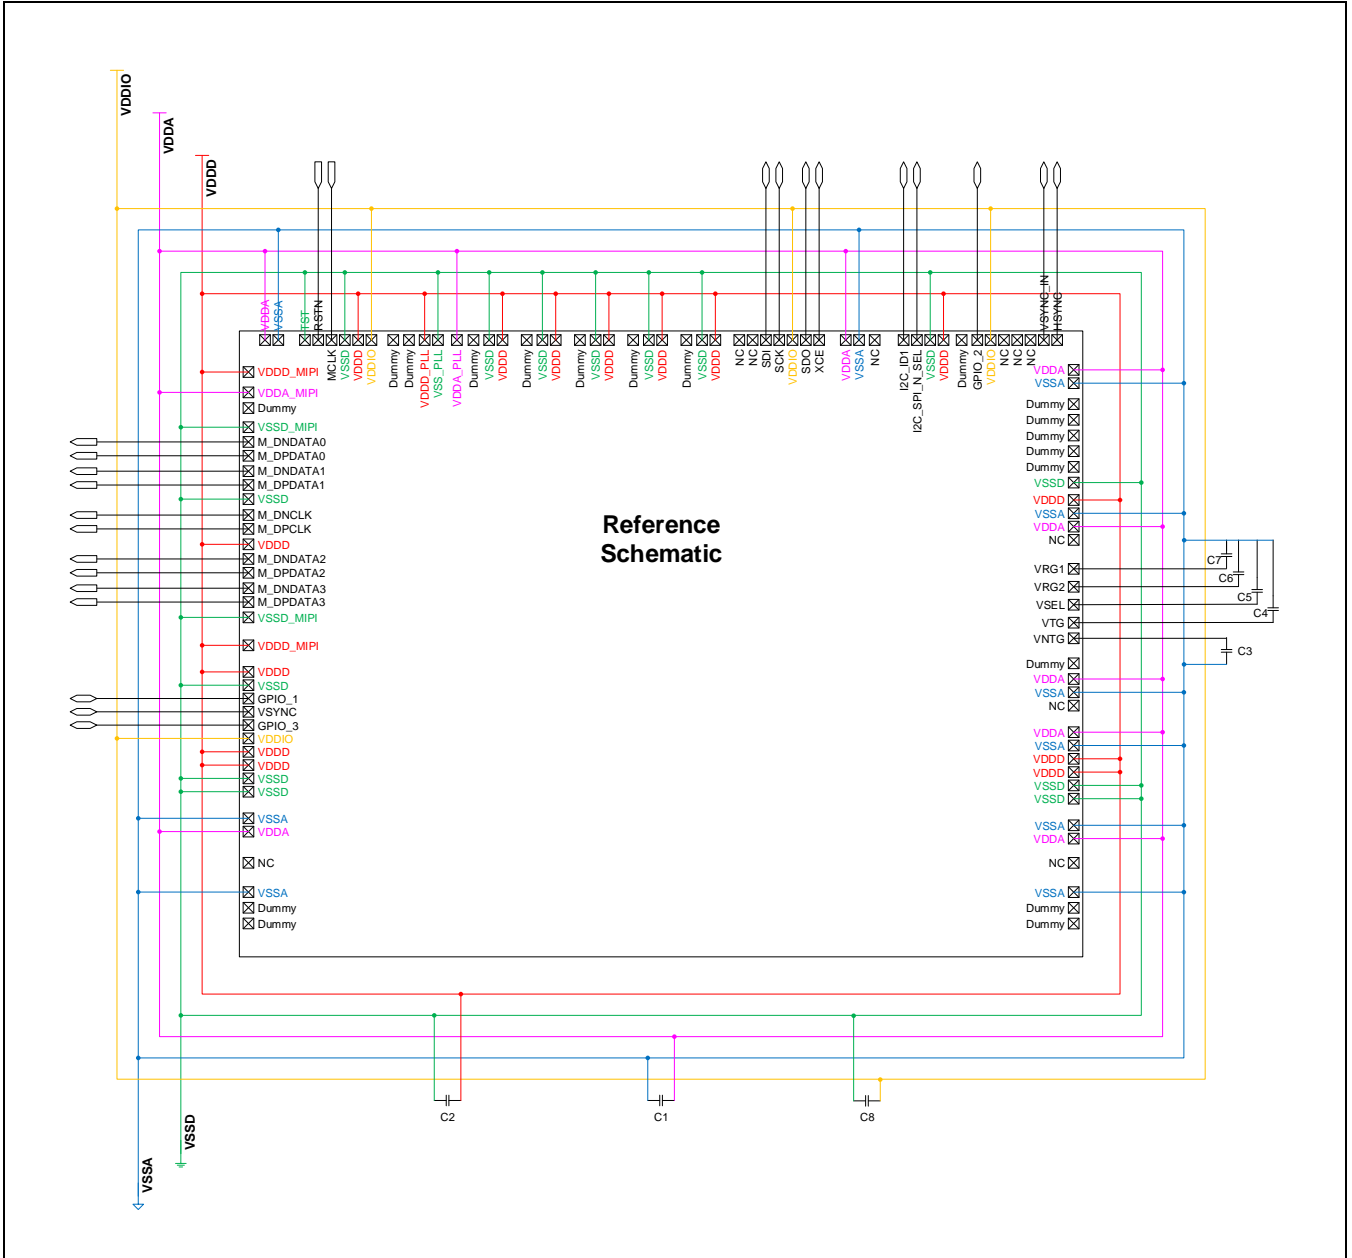 VDDIO
VDDA
VDDD
VDDA
VSSA
TST
RSTN
MCLK
VSSD
VDDD
VDDIO
Dummy
Dummy
VDDD_PLL
VSS_PLL
VDDA_PLL
Dummy
VSSD
VDDD
Dummy
VSSD
VDDD
Dummy
VSSD
VDDD
Dummy
VSSD
VDDD
Dummy
VSSD
VDDD
NC
NC
SDI
SCK
VDDIO
SDO
XCE
VDDA
VSSA
NC
I2C_ID1
I2C_SPI_N_SEL
VSSD
VDDD
Dummy
GPIO_2
VDDIO
NC
NC
NC
VSYNC_IN
HSYNC
VDDD_MIPI
VDDA_MIPI
Dummy
VSSD_MIPI
M_DNDATA0
M_DPDATA0
M_DNDATA1
M_DPDATA1
VSSD
M_DNCLK
M_DPCLK
VDDD
M_DNDATA2
M_DPDATA2
M_DNDATA3
M_DPDATA3
VSSD_MIPI
VDDD_MIPI
VDDD
VSSD
GPIO_1
VSYNC
GPIO_3
VDDIO
VDDD
VDDD
VSSD
VSSD
VSSA
VDDA
NC
VSSA
Dummy
Dummy
Reference
Schematic
VDDA
VSSA
Dummy
Dummy
Dummy
Dummy
Dummy
VSSD
VDDD
VSSA
VDDA
NC
VRG1
VRG2
VSEL
VTG
VNTG
Dummy
VDDA
VSSA
NC
VDDA
VSSA
VDDD
VDDD
VSSD
VSSD
VSSA
VDDA
NC
VSSA
Dummy
Dummy
C7
C6
C5
C4
C3
C2
C1
C8
VSSD
VSSA